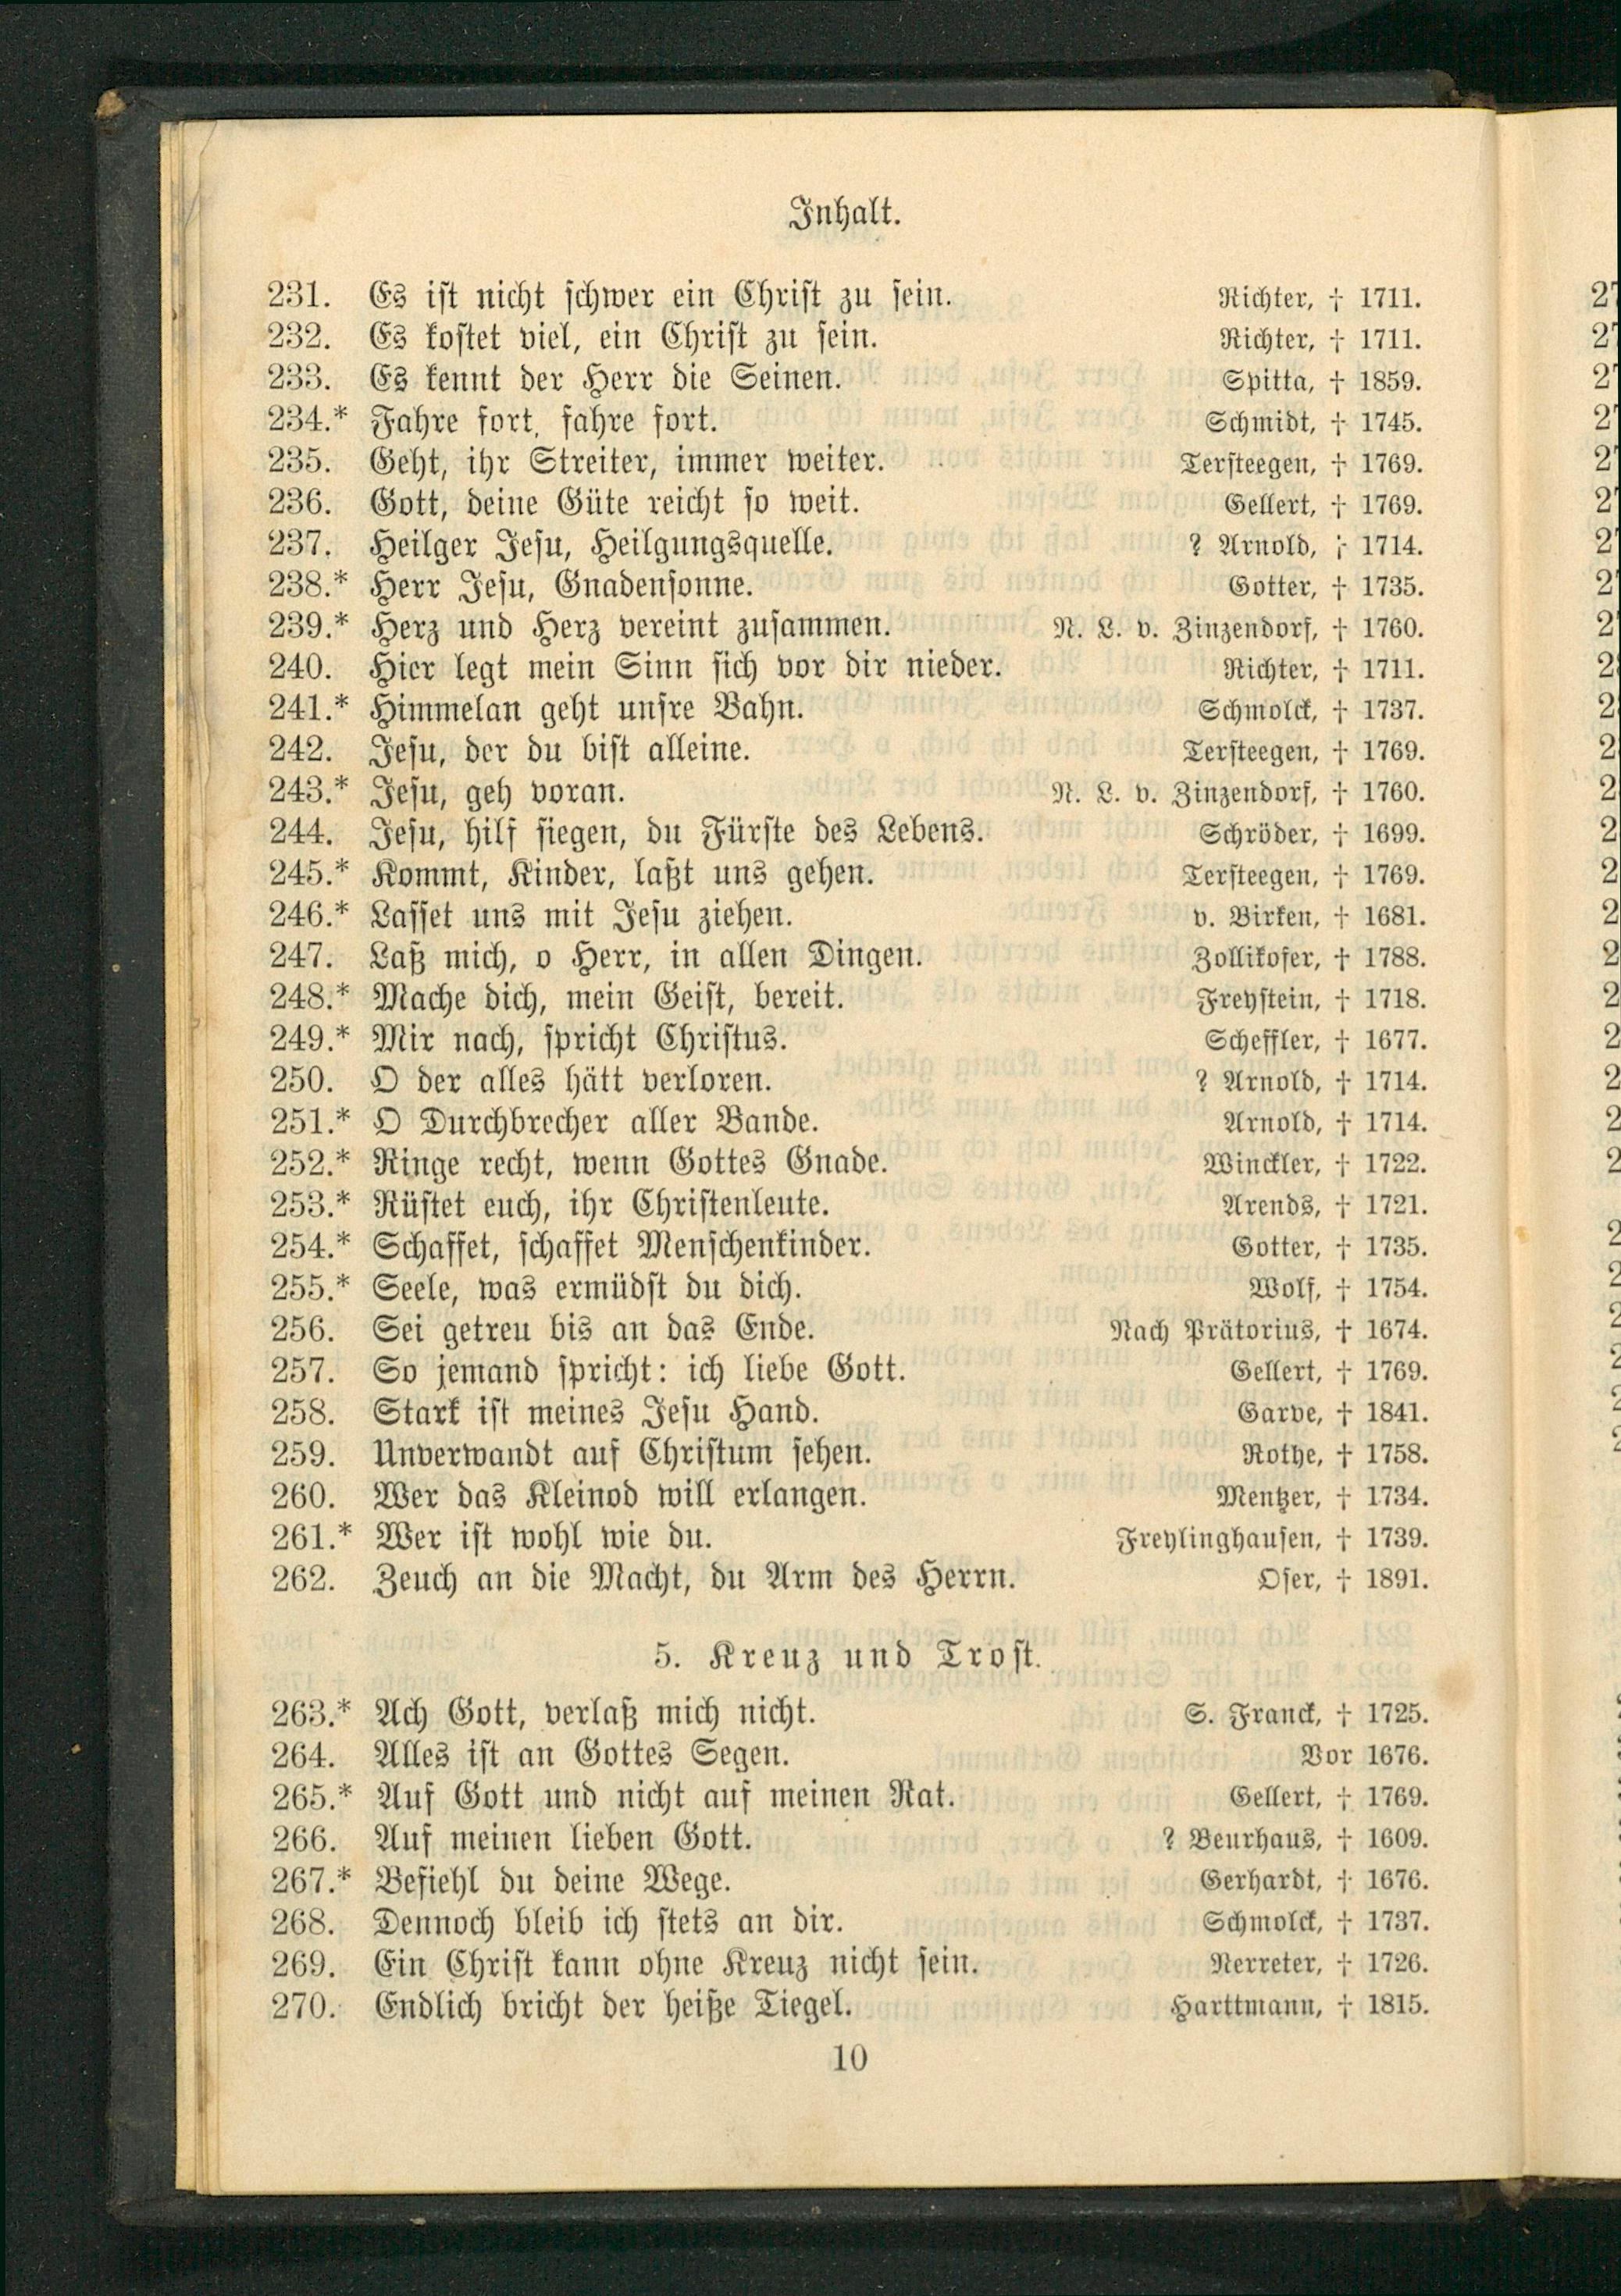 Inhalt.
231. Es ist nicht schwer ein Christ zu sein. Richter, † 1711.
232. Es kostet viel, ein Christ zu sein. Richter, † 1711.
233. Es kennt der Herr die Seinen. Spitta, † 1859.
234.* Fahre fort, fahre fort. Schmidt, † 1745.
235. Geht, ihr Streiter, immer weiter. Tersteegen, † 1769.
236. Gott, deine Güte reicht so weit. Gellert, † 1769.
237. Heilger Jesu, Heilgungsquelle. ? Arnold, † 1714.
238.* Herr Jesu, Gnadensonne. Gotter, † 1735.
239.* Herz und Herz vereint zusammen. N. L. v. Zinzendorf, † 1760.
240. Hier legt mein Sinn sich vor dir nieder. Richter, † 1711.
241.* Himmelan geht unsre Bahn. Schmolck, † 1737.
242. Jesu, der du bist alleine. Tersteegen, † 1769.
243.* Jesu, geh voran. N. L. v. Zinzendorf, † 1760.
244. Jesu, hilf siegen, du Fürste des Lebens. Schröder, † 1699.
245.* Kommt, Kinder, laßt uns gehen. Tersteegen, † 1769.
246.* Lasset uns mit Jesu ziehen. v. Birken, † 1681.
247. Laß mich, o Herr, in allen Dingen. Zollikofer, † 1788.
248.* Mache dich, mein Geist, bereit. Freystein, † 1718.
249.* Mir nach, spricht Christus. Scheffler, † 1677.
250. O der alles hätt verloren. ? Arnold, † 1714.
251.* O Durchbrecher aller Bande. Arnold, † 1714.
252.* Ringe recht, wenn Gottes Gnade. Winckler, † 1722.
253.* Rüstet euch, ihr Christenleute. Arends, † 1721.
254.* Schaffet, schaffet Menschenkinder. Gotter, † 1735.
255.* Seele, was ermüdst du dich. Wolf, † 1754.
256. Sei getreu bis an das Ende. Nach Prätorius, † 1674.
257. So jemand spricht: ich liebe Gott. Gellert, † 1769.
258. Stark ist meines Jesu Hand. Garve, † 1841.
259. Unverwandt auf Christum sehen. Rothe, † 1758.
260. Wer das Kleinod will erlangen. Mentzer, † 1734.
261.* Wer ist wohl wie du. Freylinghausen, † 1739.
262. Zeuch an die Macht, du Arm des Herrn. Oser, † 1891.
5. Kreuz und Trost.
263.* Ach Gott, verlaß mich nicht. S. Franck, † 1725.
264. Alles ist an Gottes Segen. Vor 1676.
265.* Auf Gott und nicht auf meinen Rat. Gellert, † 1769.
266. Auf meinen lieben Gott. ? Beurhaus, † 1609.
267.* Befiehl du deine Wege. Gerhardt, † 1676.
268. Dennoch bleib ich stets an dir. Schmolck, † 1737.
269. Ein Christ kann ohne Kreuz nicht sein. Nerreter, † 1726.
270. Endlich bricht der heiße Tiegel. Harttmann, † 1815.
10